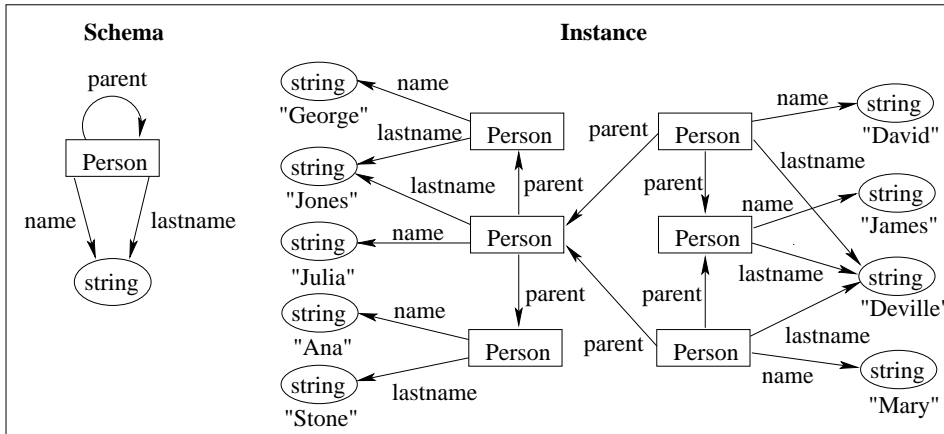 Schema
parent
Person
name
lastname
string
Instance
string
"George"
name
lastname
Person
string
"Jones"
lastname
parent
string
"Julia"
name
Person
parent
string
"Ana"
name
Person
string
"Stone"
lastname
parent
Person
name
string
"David"
lastname
parent
name
string
"James"
Person
lastname
string
"Deville"
parent
parent
Person
lastname
name
string
"Mary"